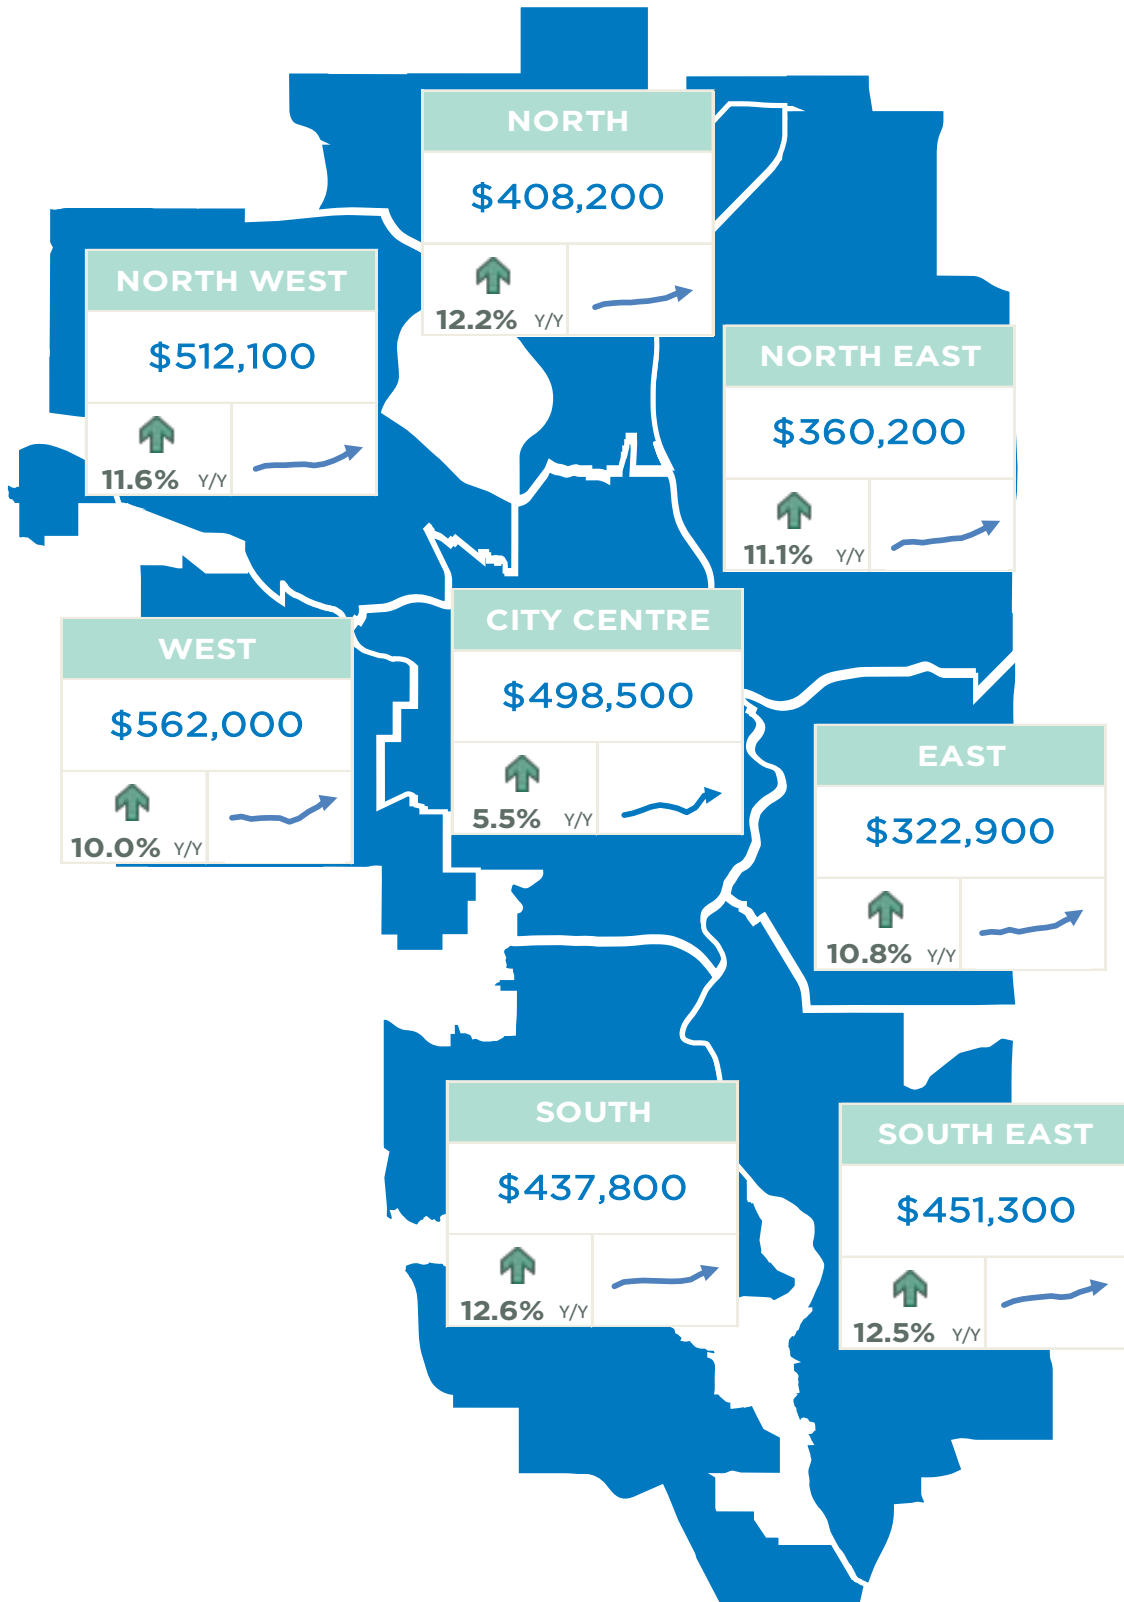 NORTH
$408,200
12.2% Y/Y
NORTH WEST
$512,100
11.6% Y/Y
NORTH EAST
$360,200
11.1% Y/Y
CITY CENTRE
$498,500
5.5% Y/Y
WEST
$562,000
10.0% Y/Y
EAST
$322,900
10.8% Y/Y
SOUTH
$437,800
12.6% Y/Y
SOUTH EAST
$451,300
12.5% Y/Y